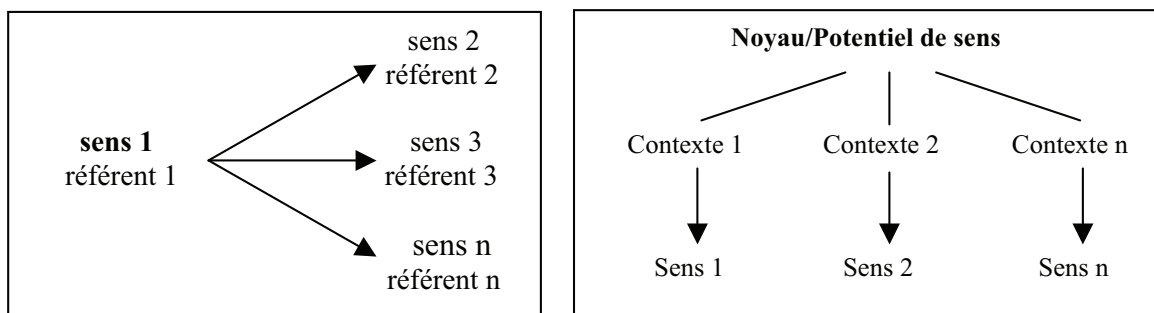 sens 2
référent 2
sens 1
référent 1
sens 3
référent 3
sens n
référent n
Noyau/Potentiel de sens
Contexte 1 Contexte 2 Contexte n
Sens 1 Sens 2 Sens n